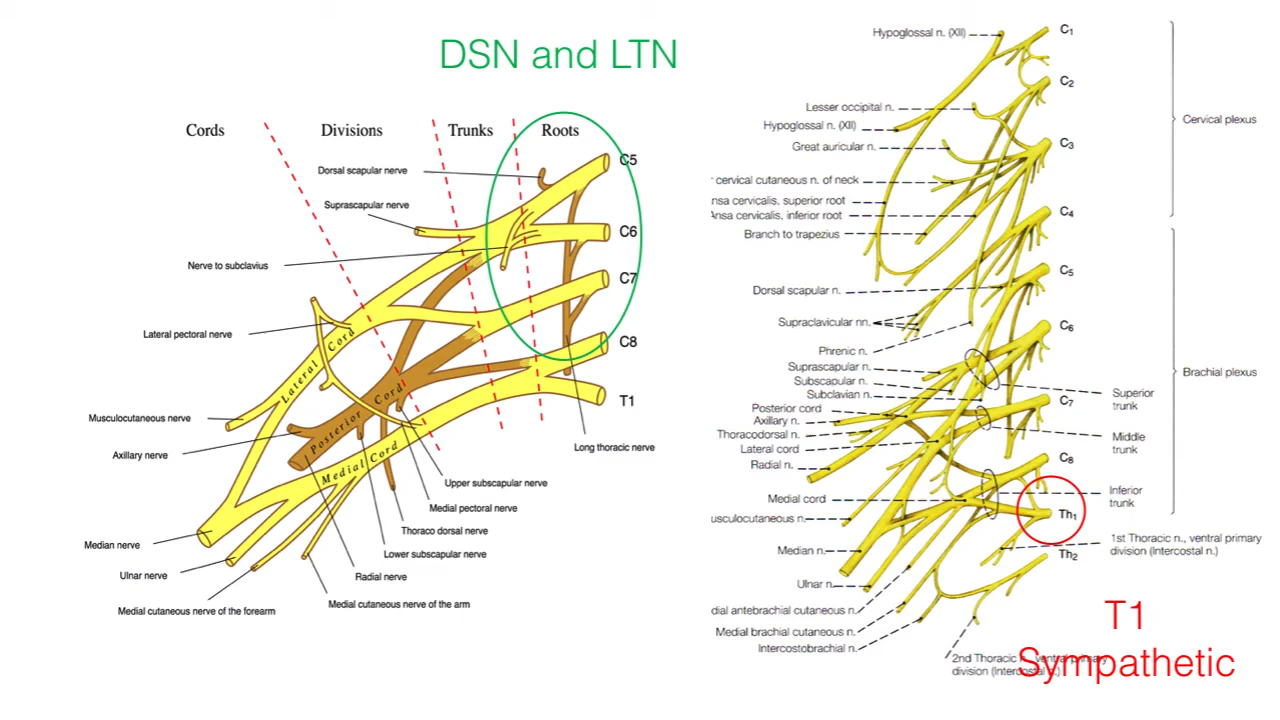 DSN and LTN
Cords
Divisions
Trunks
Roots
Dorsal scapular nerve
Suprascapular nerve
Nerve to subclavius
Lateral pectoral nerve
Musculocutaneous nerve
Axillary nerve
Median nerve
Ulnar nerve
Medial cutaneous nerve of the forearm
Medial cutaneous nerve of the arm
Radial nerve
Lower subscapular nerve
Thoraco dorsal nerve
Medial pectoral nerve
Upper subscapular nerve
Long thoracic nerve
Lateral Cord
Posterior Cord
Medial Cord
C5
C6
C7
C8
T1
Hypoglossal n. (XII)
Lesser occipital n.
Hypoglossal n. (XII)
Great auricular n.
cervical cutaneous n. of neck
nsa cervicalis, superior root
Ansa cervicalis, inferior root
Branch to trapezius
Dorsal scapular n.
Supraclavicular nn.
Phrenic n.
Suprascapular n.
Subscapular n.
Subclavian n.
Posterior cord
Axillary n.
Thoracodorsal n.
Lateral cord
Radial n.
Medial cord
usculocutaneous n.
Median n.
Ulnar n.
dial antebrachial cutaneous n.
Medial brachial cutaneous n.
Intercostobrachial n.
C1
C2
C3
C4
C5
C6
C7
C8
Th1
Th2
Cervical plexus
Brachial plexus
Superior
trunk
Middle
trunk
Inferior
trunk
1st Thoracic n., ventral primary
division (Intercostal n.)
2nd Thoracic n., ventral primary
division (Intercostal n.)
T1
Sympathetic